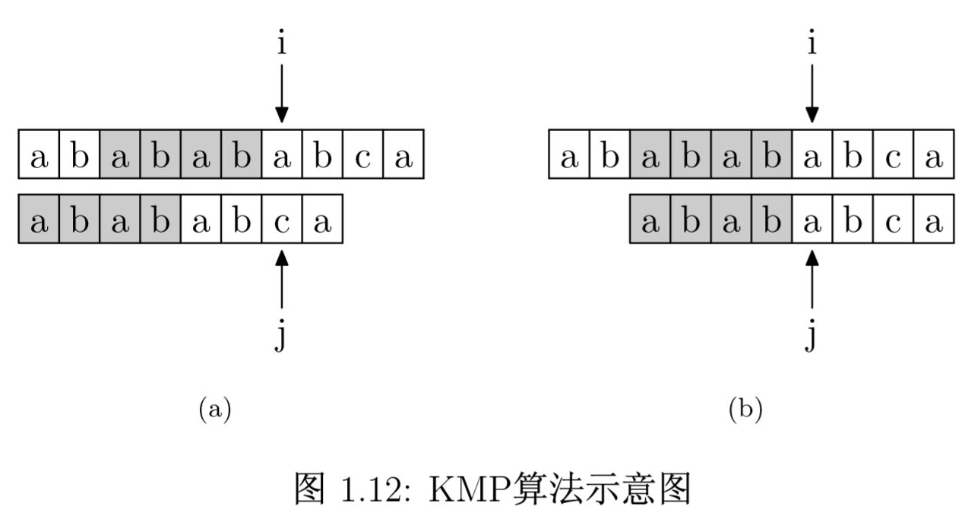 i i
a b a b a b a b c a a b a b a b a b c a
a b a b a b c a a b a b a b c a
j j
(a) (b)
图 1.12: KMP算法示意图